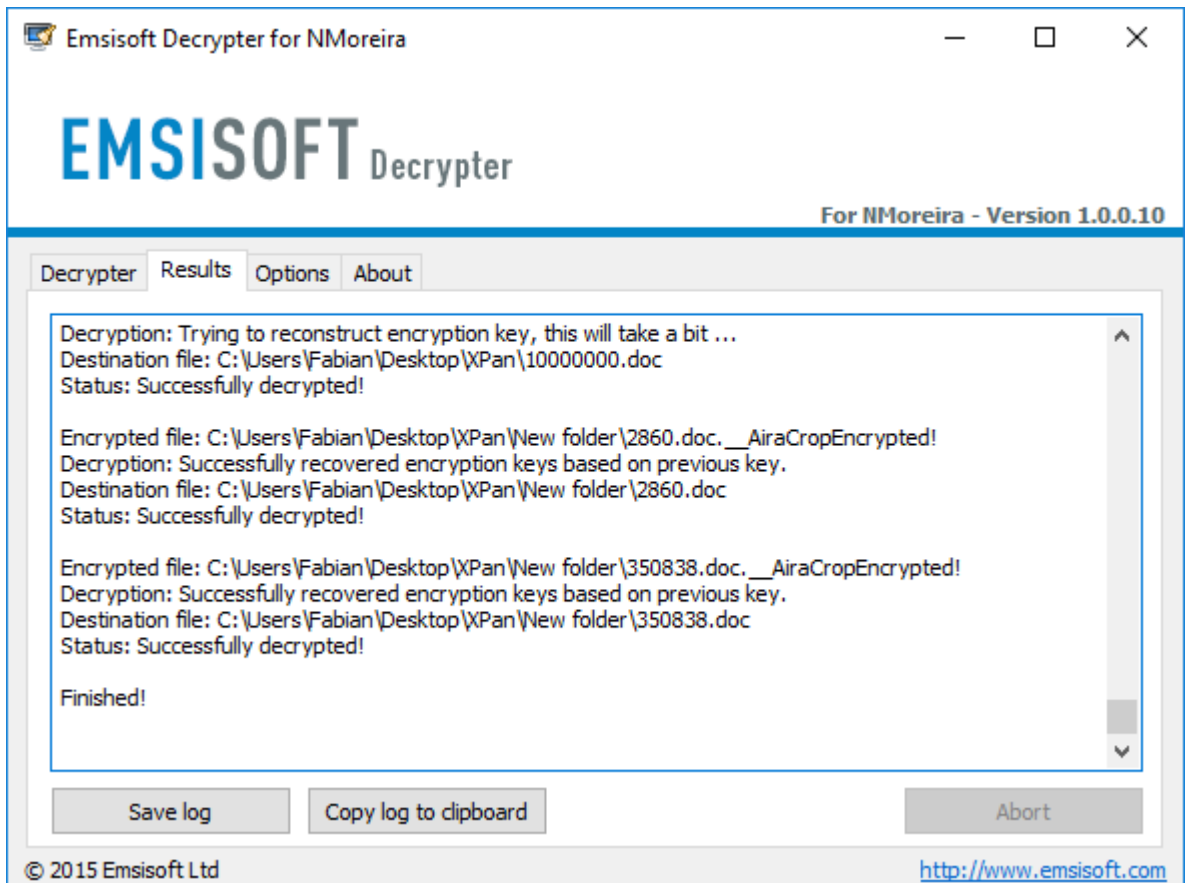 Emsisoft Decrypter for NMoreira
EMSISOFT Decrypter
For NMoreira - Version 1.0.0.10
Decrypter Results Options About
Decryption: Trying to reconstruct encryption key, this will take a bit ...
Destination file: C:\Users\Fabian\Desktop\XPan\10000000.doc
Status: Successfully decrypted!
Encrypted file: C:\Users\Fabian\Desktop\XPan\New folder\2860.doc.__AiraCropEncrypted!
Decryption: Successfully recovered encryption keys based on previous key.
Destination file: C:\Users\Fabian\Desktop\XPan\New folder\2860.doc
Status: Successfully decrypted!
Encrypted file: C:\Users\Fabian\Desktop\XPan\New folder\350838.doc.__AiraCropEncrypted!
Decryption: Successfully recovered encryption keys based on previous key.
Destination file: C:\Users\Fabian\Desktop\XPan\New folder\350838.doc
Status: Successfully decrypted!
Finished!
Save log Copy log to clipboard Abort
© 2015 Emsisoft Ltd http://www.emsisoft.com